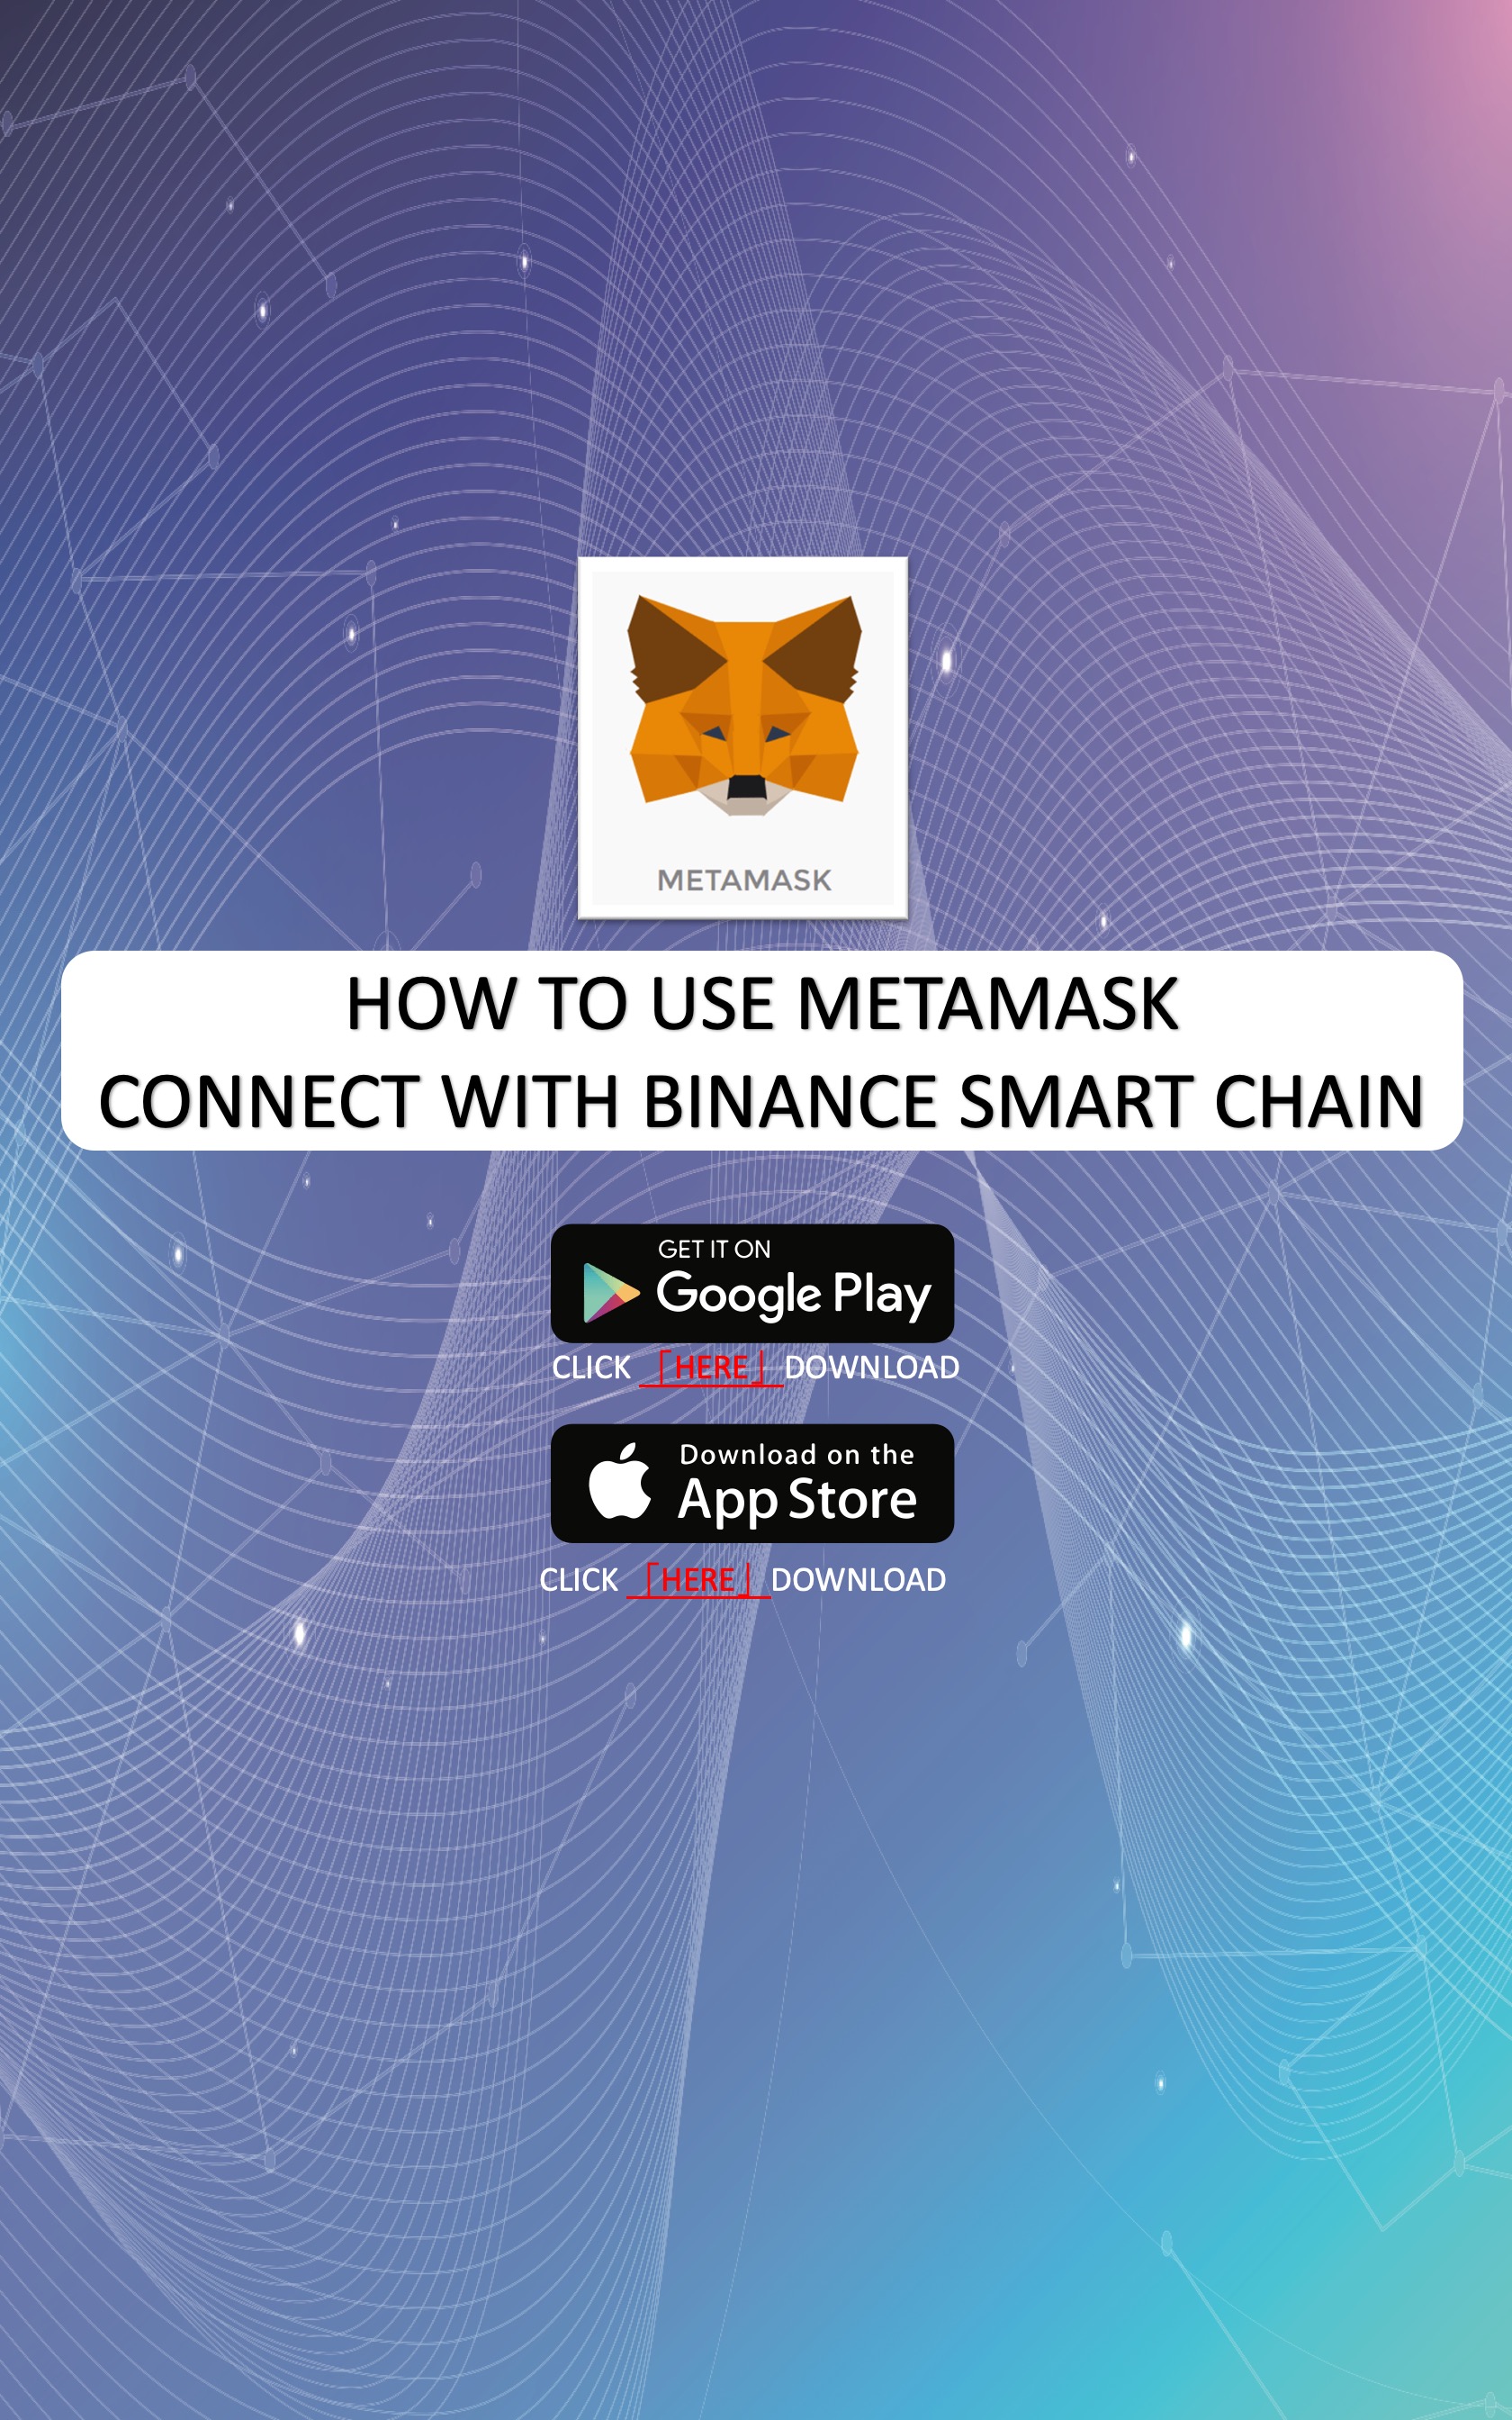 METAMASK
HOW TO USE METAMASK
CONNECT WITH BINANCE SMART CHAIN
GET IT ON
Google Play
CLICK 「HERE」 DOWNLOAD
Download on the
App Store
CLICK 「HERE」 DOWNLOAD